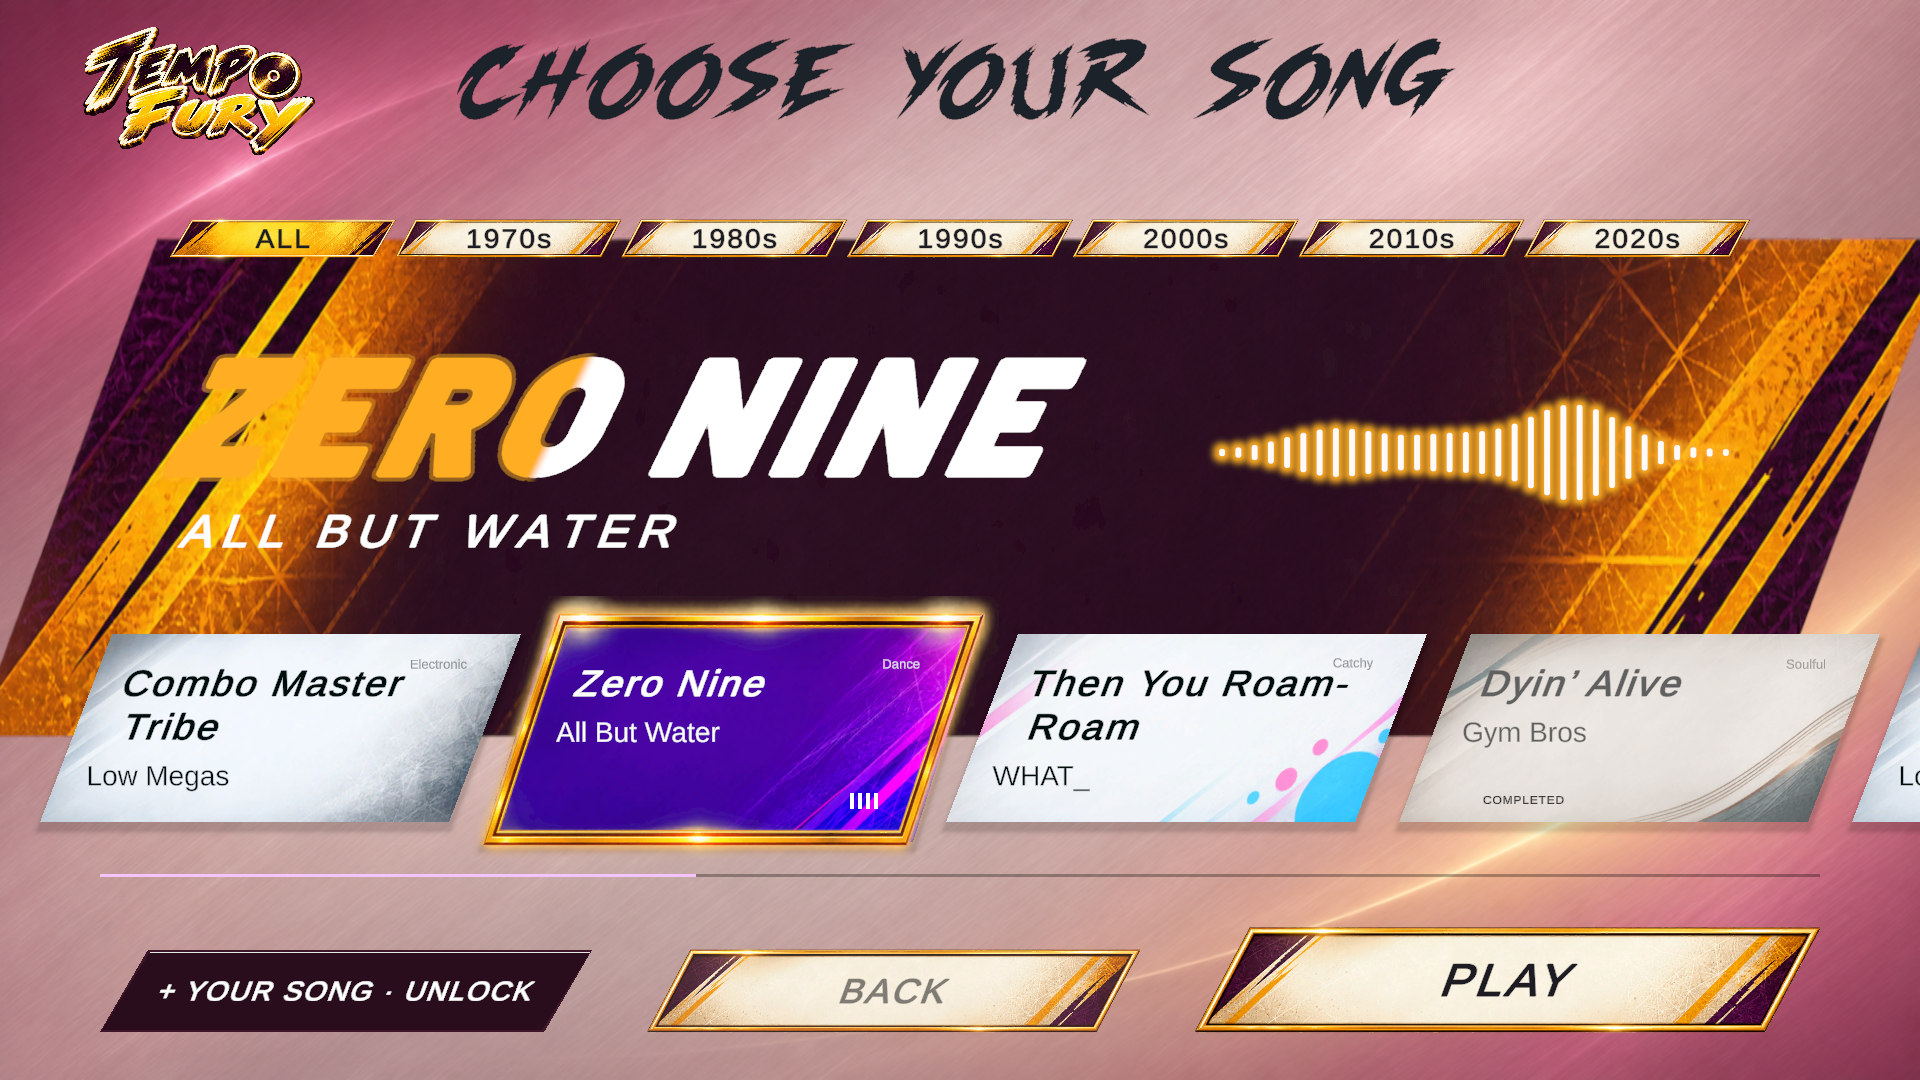 TEMPO
FURY
CHOOSE YOUR SONG
ALL
1970s
1980s
1990s
2000s
2010s
2020s
ZERO NINE
ALL BUT WATER
Combo Master
Tribe
Electronic
Low Megas
Zero Nine
Dance
All But Water
Then You Roam-
Roam
Catchy
WHAT_
Dyin’ Alive
Soulful
Gym Bros
COMPLETED
+ YOUR SONG · UNLOCK
BACK
PLAY